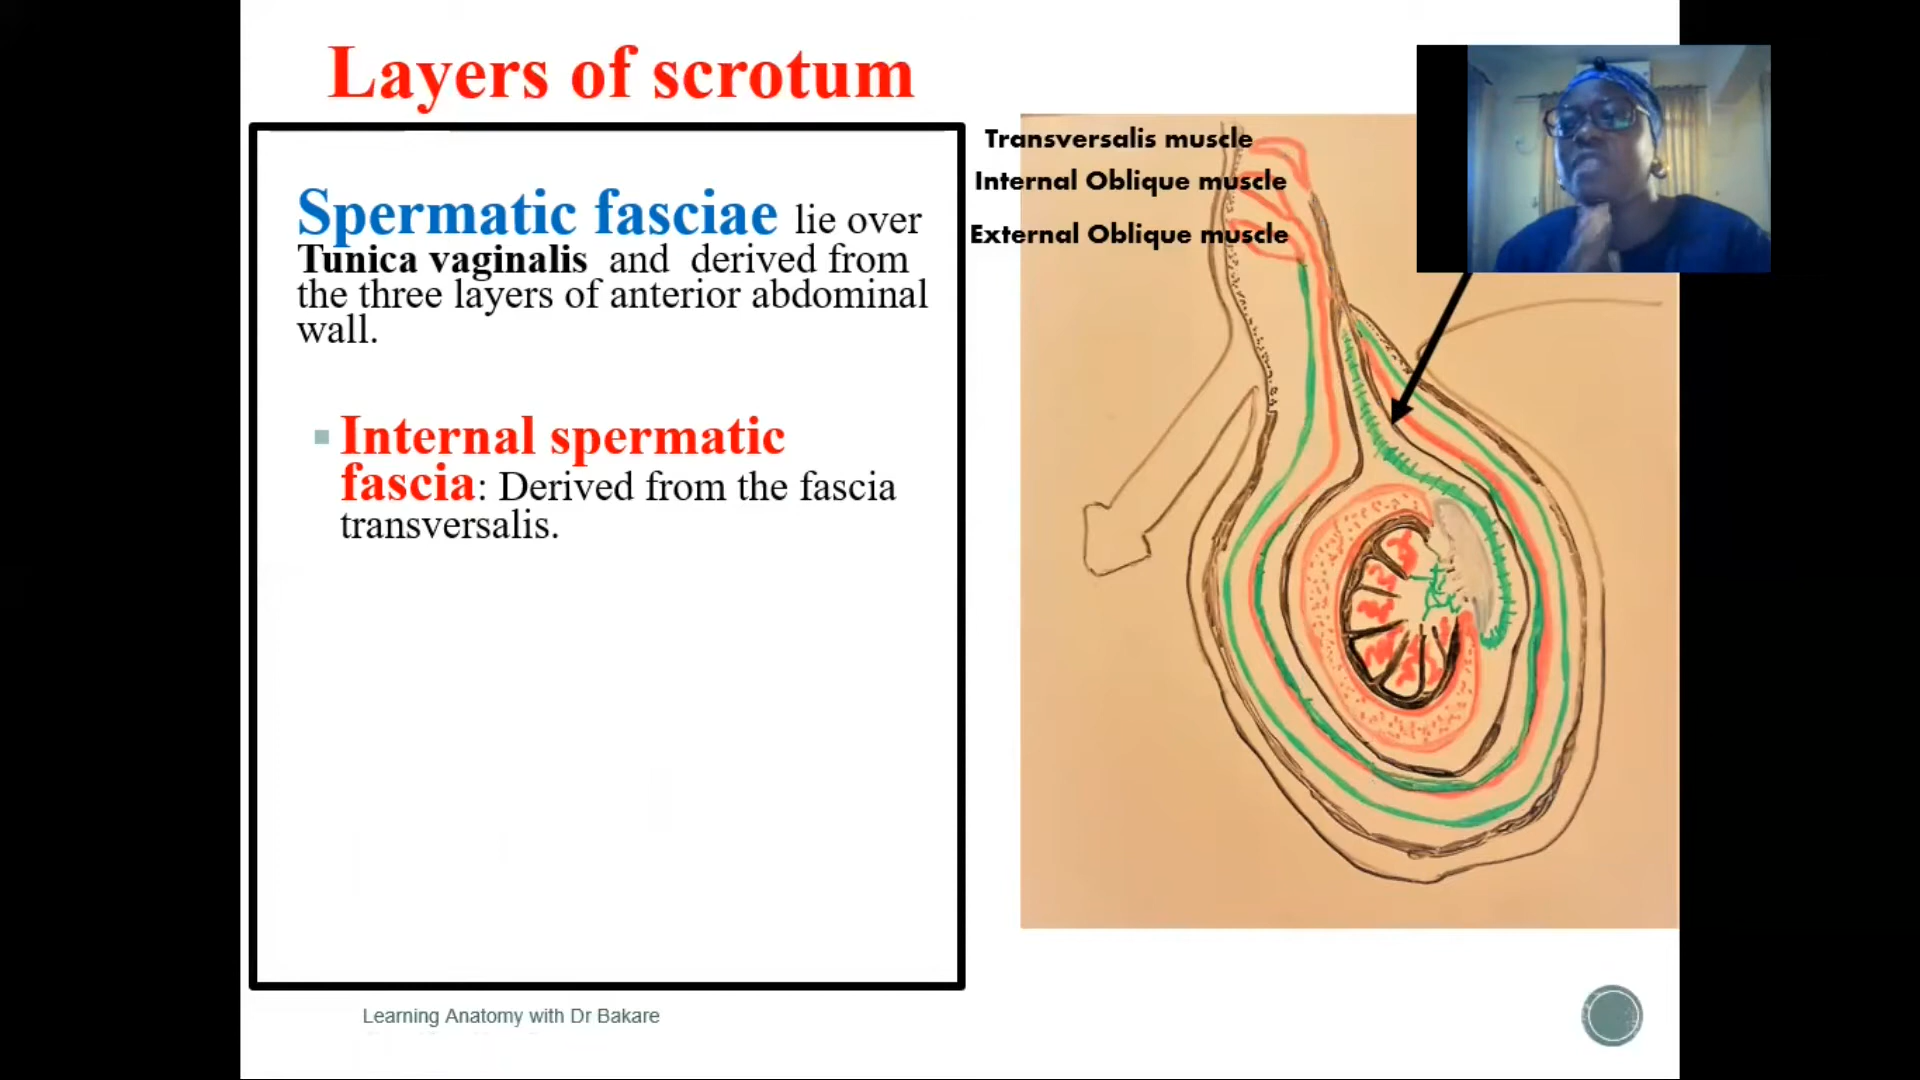 Layers of scrotum
Spermatic fasciae lie over
Tunica vaginalis and derived from
the three layers of anterior abdominal
wall.
Internal spermatic
fascia: Derived from the fascia
transversalis.
Transversalis muscle
Internal Oblique muscle
External Oblique muscle
Learning Anatomy with Dr Bakare